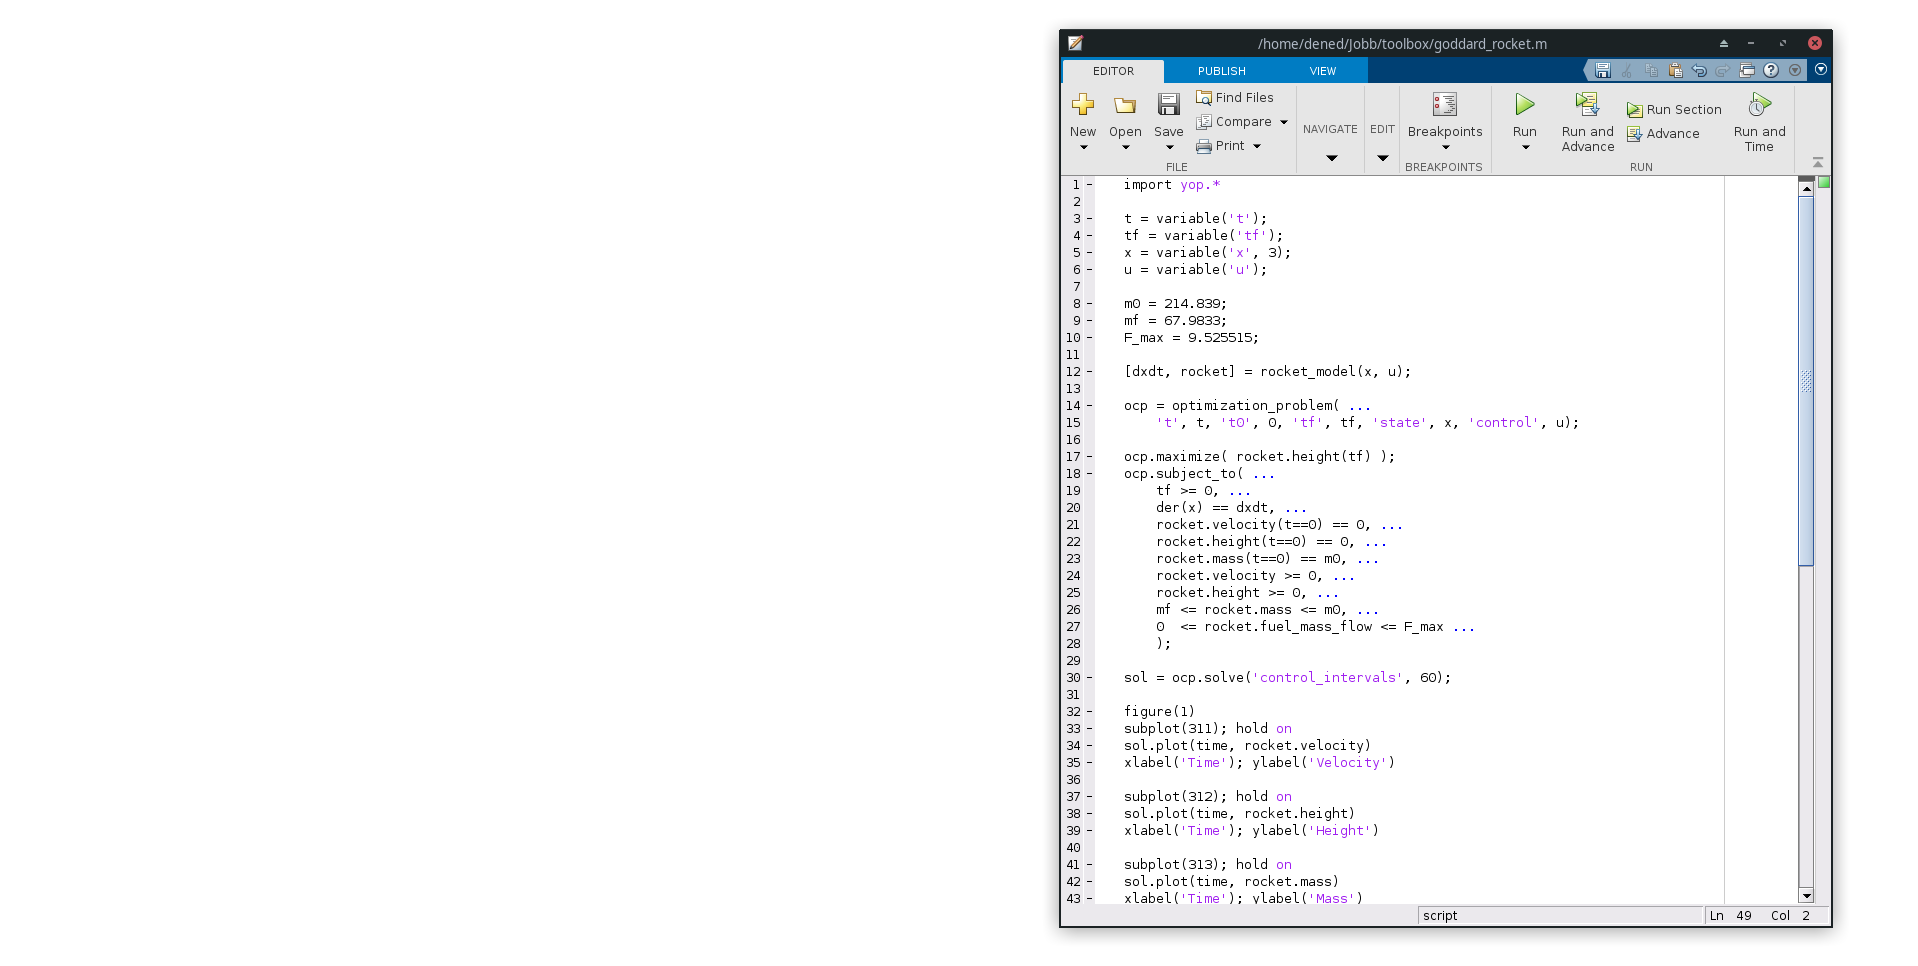 /home/dened/Jobb/toolbox/goddard_rocket.m
EDITOR PUBLISH VIEW
New Open Save Find Files Compare Print
NAVIGATE EDIT
Breakpoints
Run Run and Advance Run Section Advance Run and Time
FILE BREAKPOINTS RUN
1 - import yop.*
2
3 - t = variable('t');
4 - tf = variable('tf');
5 - x = variable('x', 3);
6 - u = variable('u');
7
8 - m0 = 214.839;
9 - mf = 67.9833;
10 - F_max = 9.525515;
11
12 - [dxdt, rocket] = rocket_model(x, u);
13
14 - ocp = optimization_problem( ...
15 't', t, 't0', 0, 'tf', tf, 'state', x, 'control', u);
16
17 - ocp.maximize( rocket.height(tf) );
18 - ocp.subject_to( ...
19 tf >= 0, ...
20 der(x) == dxdt, ...
21 rocket.velocity(t==0) == 0, ...
22 rocket.height(t==0) == 0, ...
23 rocket.mass(t==0) == m0, ...
24 rocket.velocity >= 0, ...
25 rocket.height >= 0, ...
26 mf <= rocket.mass <= m0, ...
27 0  <= rocket.fuel_mass_flow <= F_max ...
28 );
29
30 - sol = ocp.solve('control_intervals', 60);
31
32 - figure(1)
33 - subplot(311); hold on
34 - sol.plot(time, rocket.velocity)
35 - xlabel('Time'); ylabel('Velocity')
36
37 - subplot(312); hold on
38 - sol.plot(time, rocket.height)
39 - xlabel('Time'); ylabel('Height')
40
41 - subplot(313); hold on
42 - sol.plot(time, rocket.mass)
43 - xlabel('Time'); ylabel('Mass')
script Ln 49 Col 2